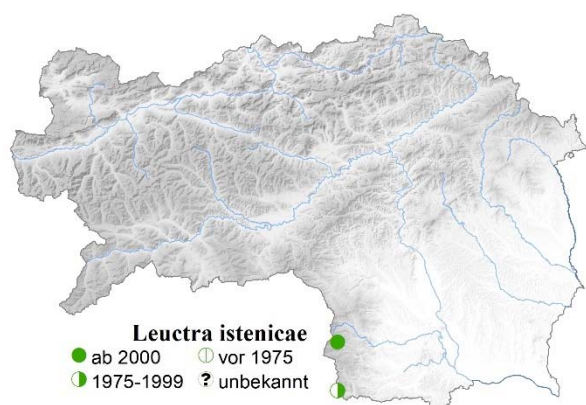 Leuctra istenicae
ab 2000 vor 1975
1975-1999 ? unbekannt